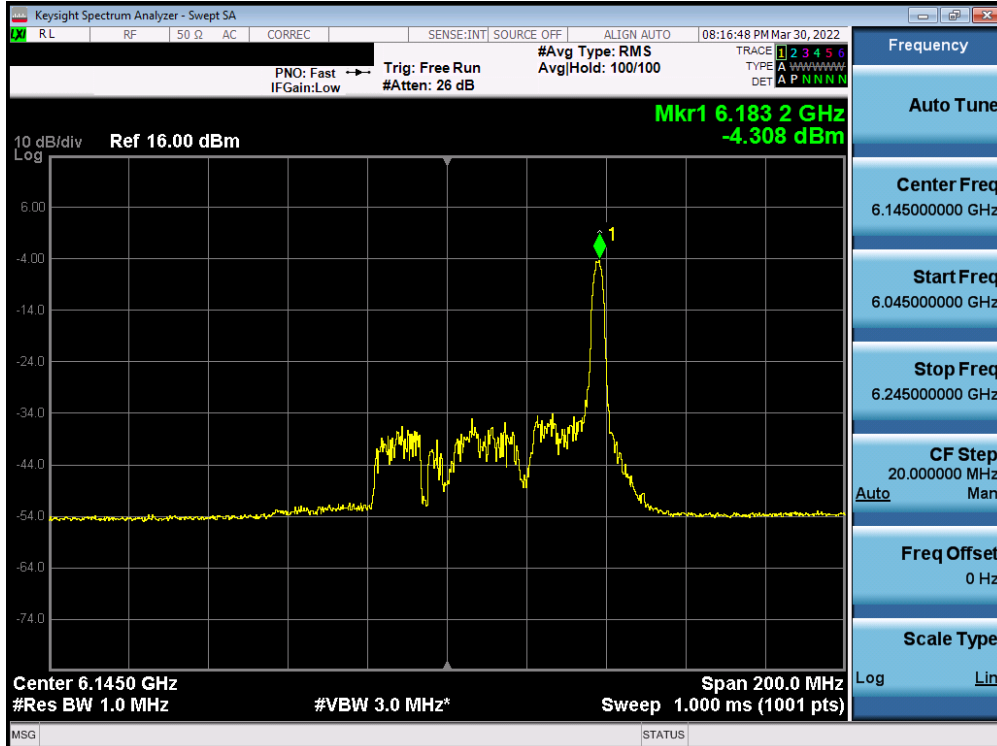 Keysight Spectrum Analyzer - Swept SA
LXI RL RF 50 Ω AC CORREC SENSE:INT SOURCE OFF ALIGN AUTO 08:16:48 PM Mar 30, 2022
PNO: Fast
IFGain:Low
Trig: Free Run
#Atten: 26 dB
#Avg Type: RMS
Avg|Hold: 100/100
TRACE 1 2 3 4 5 6
TYPE A WWWWW
DET A P N N N N
Mkr1 6.183 2 GHz
-4.308 dBm
10 dB/div Ref 16.00 dBm
Log
6.00
-4.00
-14.0
-24.0
-34.0
-44.0
-54.0
-64.0
-74.0
1
Center 6.1450 GHz Span 200.0 MHz
#Res BW 1.0 MHz #VBW 3.0 MHz* Sweep 1.000 ms (1001 pts)
MSG STATUS
Frequency
Auto Tune
Center Freq
6.145000000 GHz
Start Freq
6.045000000 GHz
Stop Freq
6.245000000 GHz
CF Step
20.000000 MHz
Auto Man
Freq Offset
0 Hz
Scale Type
Log Lin